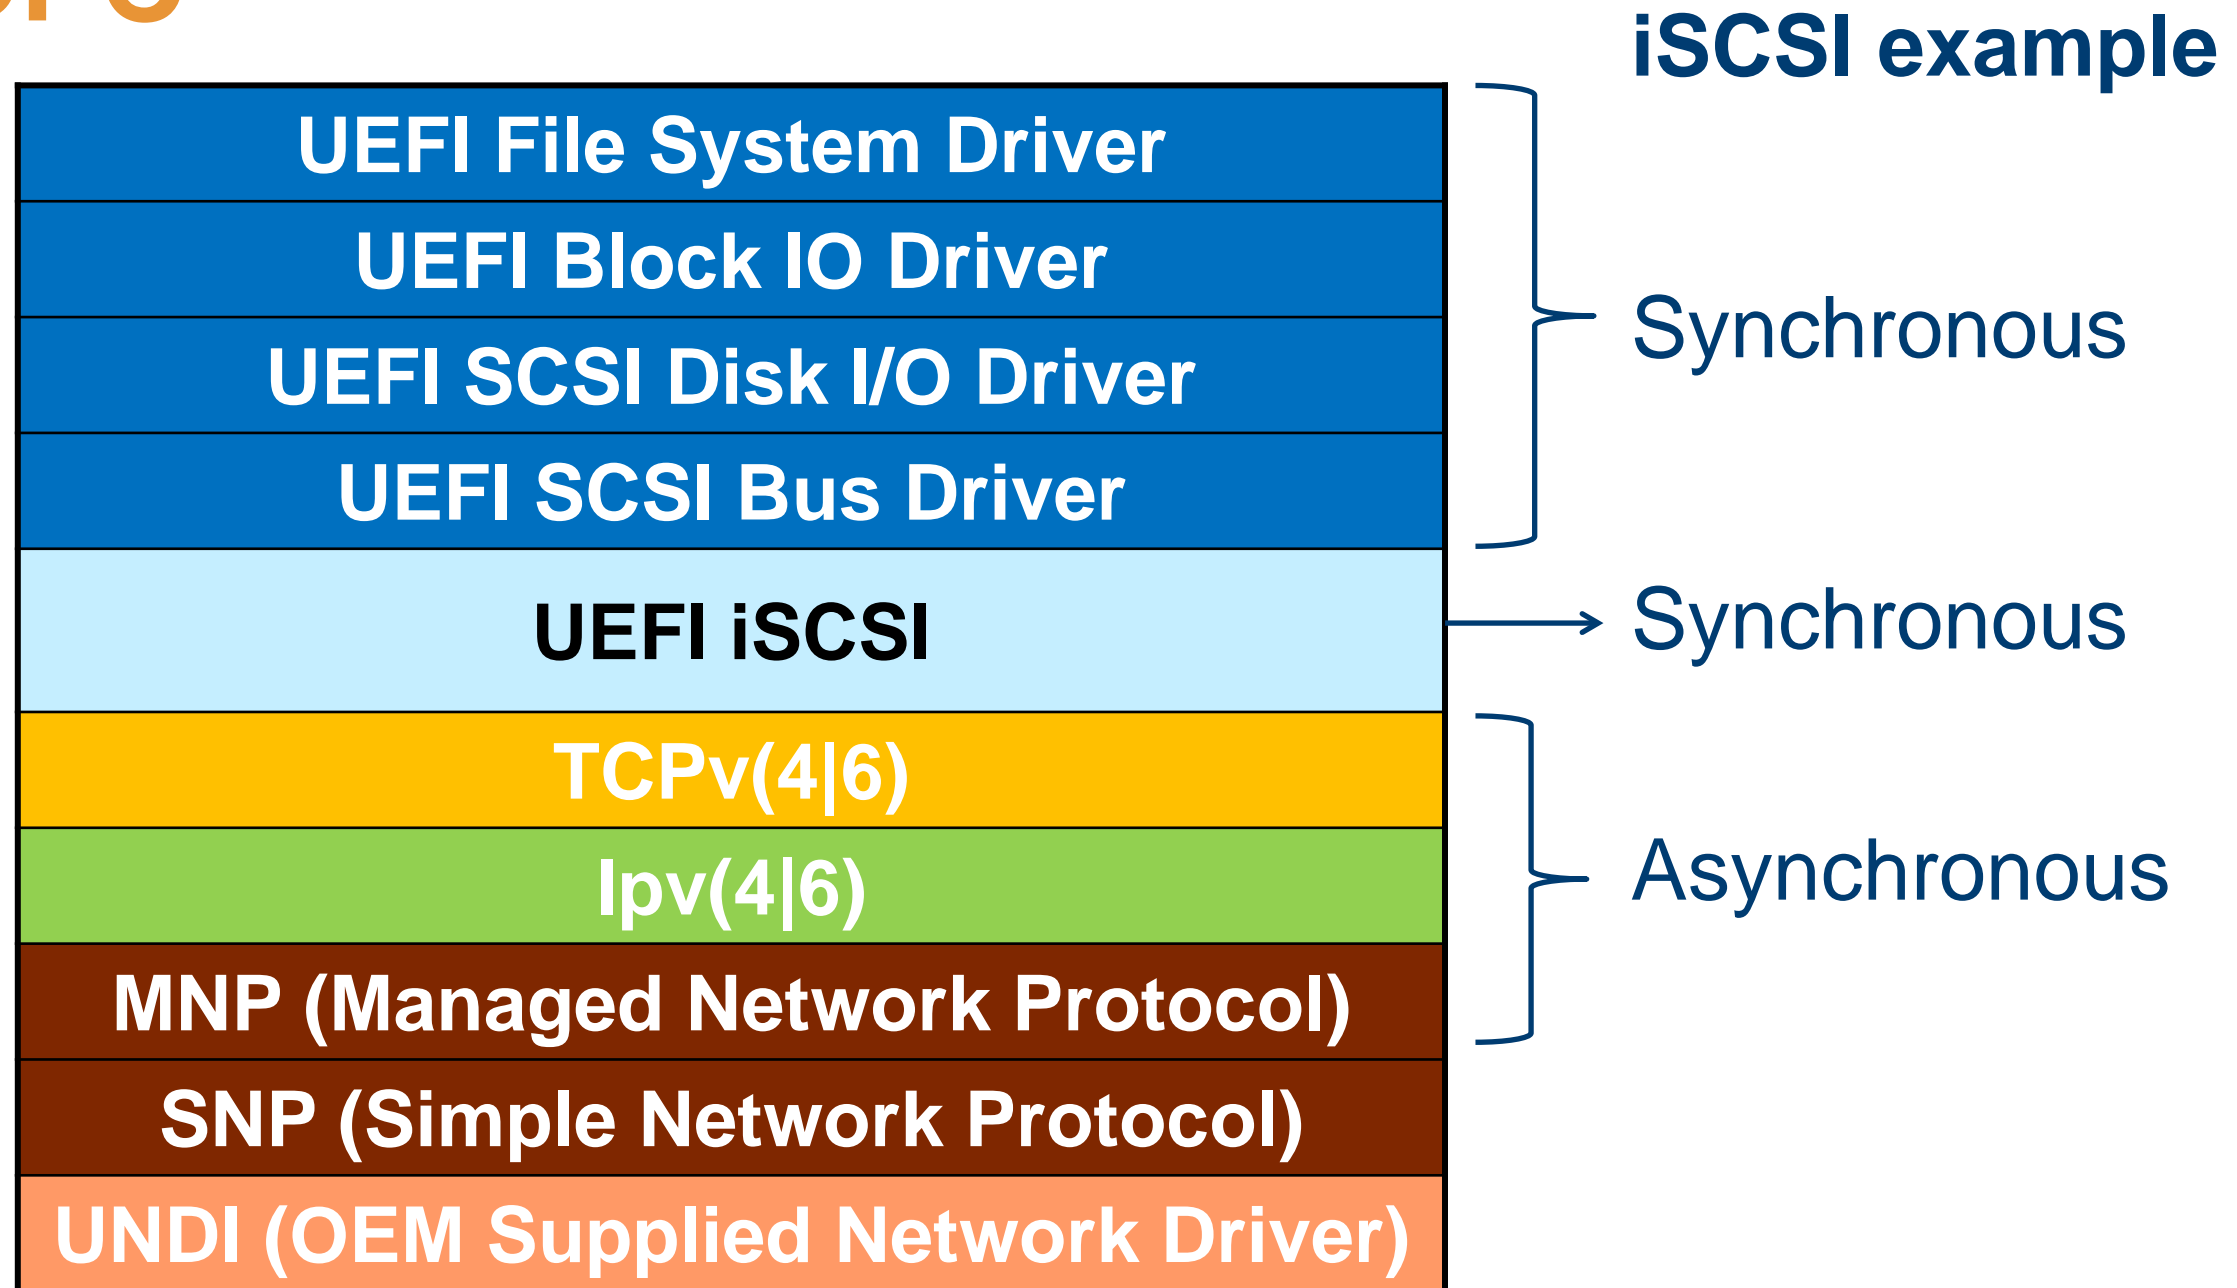 iSCSI example
UEFI File System Driver
UEFI Block IO Driver
UEFI SCSI Disk I/O Driver
Synchronous
UEFI SCSI Bus Driver
UEFI iSCSI
Synchronous
TCPv(4|6)
Ipv(4|6)
Asynchronous
MNP (Managed Network Protocol)
SNP (Simple Network Protocol)
UNDI (OEM Supplied Network Driver)